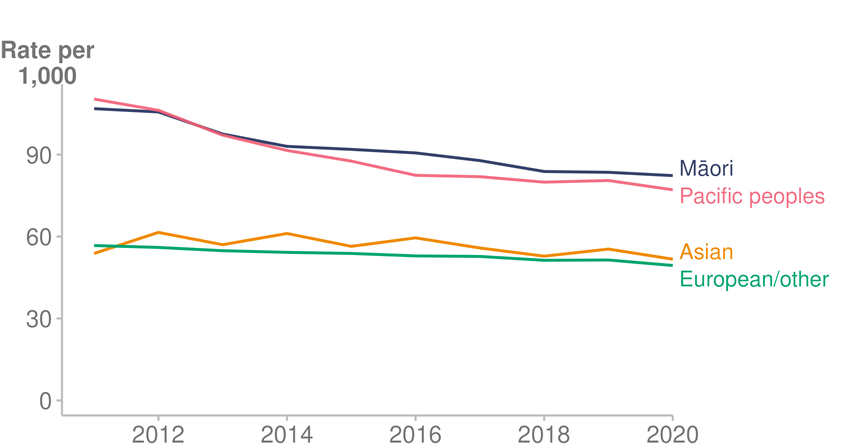 Rate per
1,000
90
60
30
0
Māori
Pacific peoples
Asian
European/other
2012 2014 2016 2018 2020